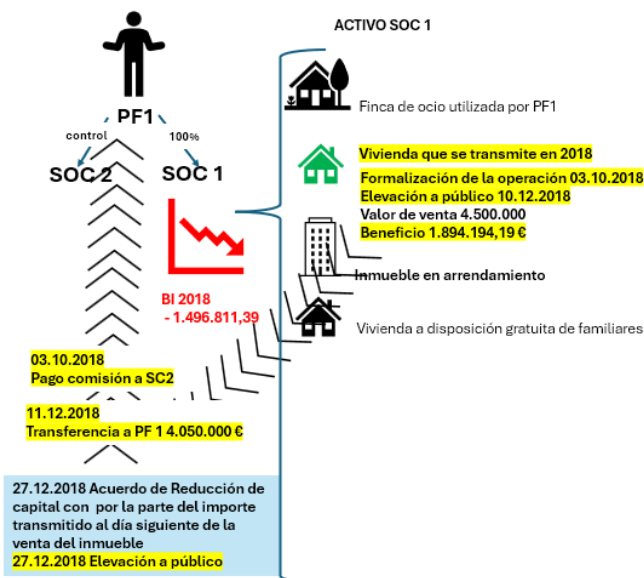 ACTIVO SOC 1
PF1
control
100%
SOC 2
SOC 1
Finca de ocio utilizada por PF1
Vivienda que se transmite en 2018
Formalización de la operación 03.10.2018
Elevación a público 10.12.2018
Valor de venta 4.500.000
Beneficio 1.894.194,19 €
Inmueble en arrendamiento
BI 2018
- 1.496.811,39
Vivienda a disposición gratuita de familiares
03.10.2018
Pago comisión a SC2
11.12.2018
Transferencia a PF 1 4.050.000 €
27.12.2018 Acuerdo de Reducción de
capital con por la parte del importe
transmitido al día siguiente de la
venta del inmueble
27.12.2018 Elevación a público